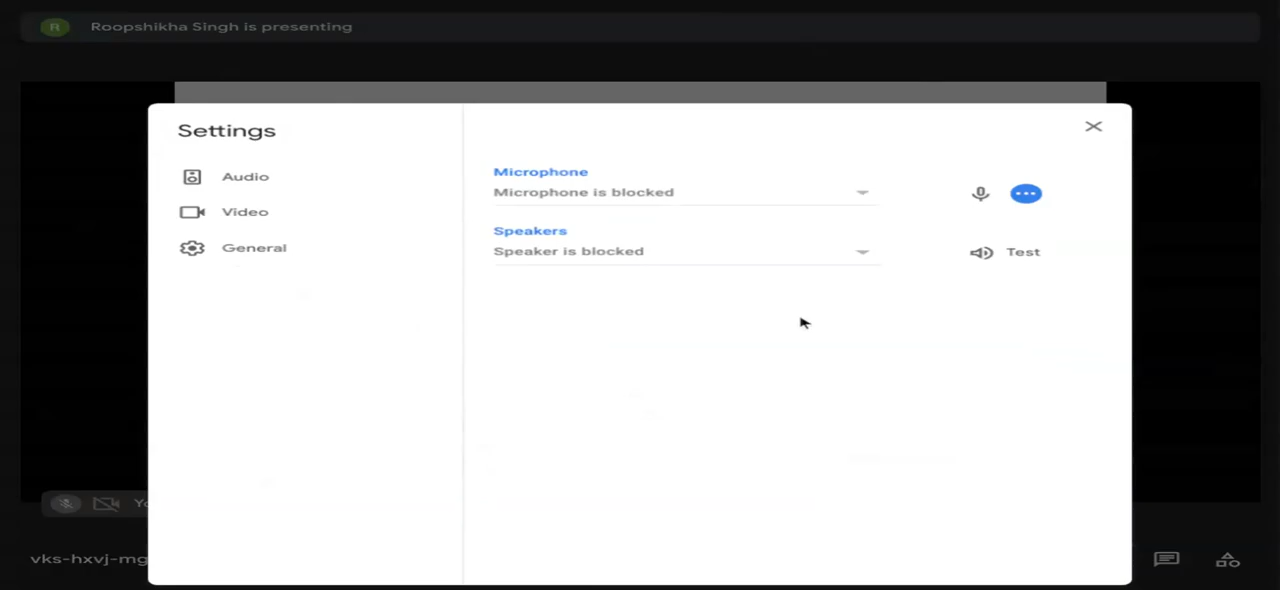 R
Roopshikha Singh is presenting
Settings
Audio
Video
General
Microphone
Microphone is blocked
Speakers
Speaker is blocked
Test
vks-hxvj-mg